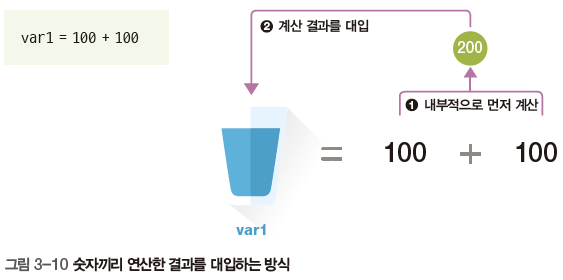 var1 = 100 + 100
❷ 계산 결과를 대입
200
❶ 내부적으로 먼저 계산
= 100 + 100
var1
그림 3-10 숫자끼리 연산한 결과를 대입하는 방식